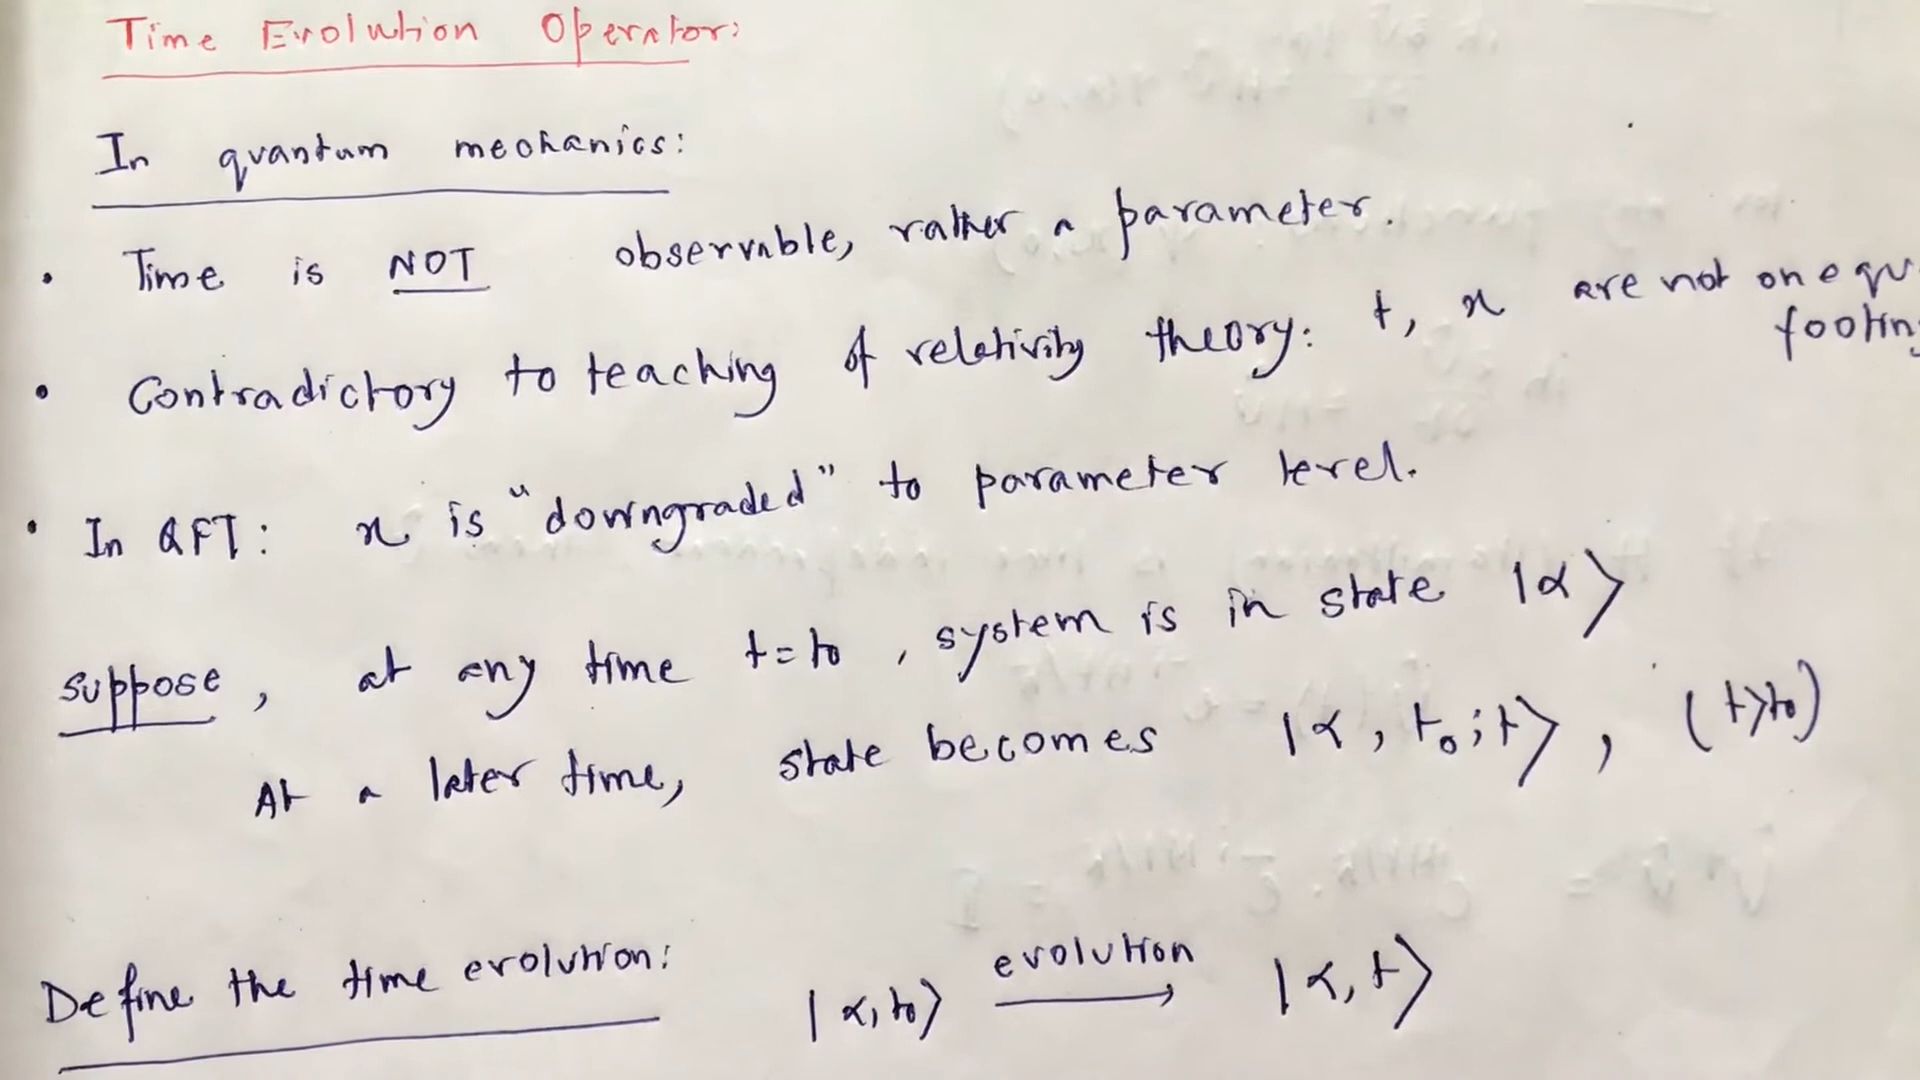 Time Evolution Operator:
In quantum mechanics:
• Time is NOT observable, rather a parameter.
• Contradictory to teaching of relativity theory: t, x are not on equ
footing
• In QFT: x is "downgraded" to parameter level.
suppose, at any time t=t₀, system is in state |α⟩
At a later time, state becomes |α, t₀; t⟩, (t>t₀)
Define the time evolution: |α, t₀⟩ evolution → |α, t⟩